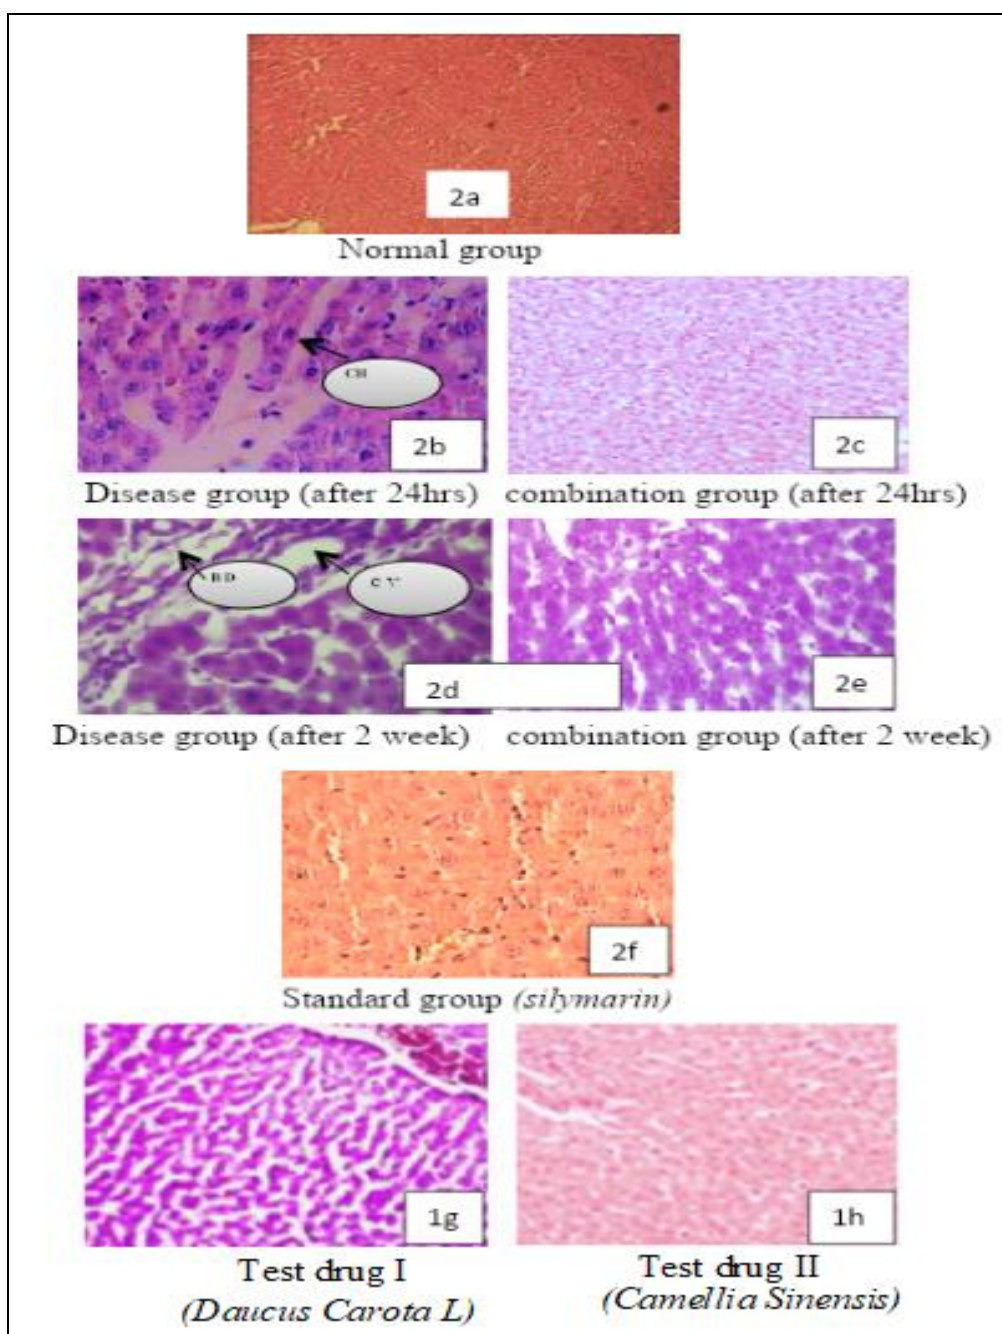 2a
Normal group
CH
2b
2c
Disease group (after 24hrs)
combination group (after 24hrs)
BD
C V
2d
2e
Disease group (after 2 week)
combination group (after 2 week)
2f
Standard group (silymarin)
1g
1h
Test drug I
(Daucus Carota L)
Test drug II
(Camellia Sinensis)